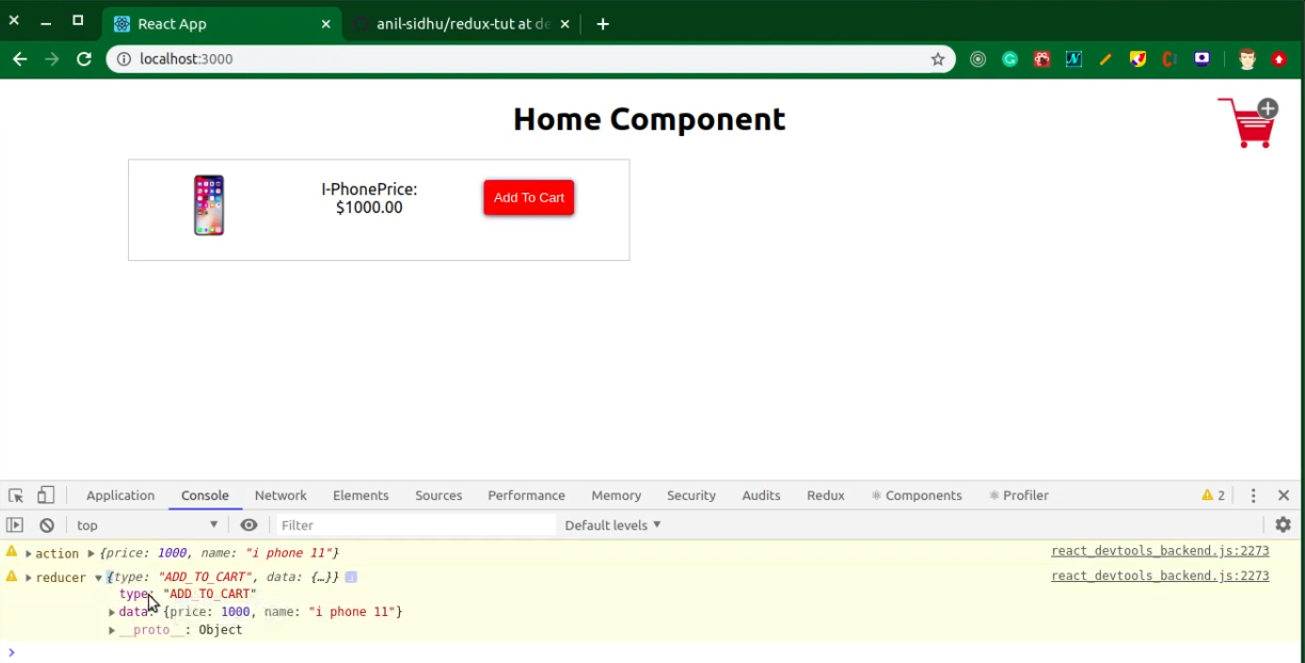 React App
anil-sidhu/redux-tut at de
localhost:3000
Home Component
I-PhonePrice:
$1000.00
Add To Cart
Application Console Network Elements Sources Performance Memory Security Audits Redux Components Profiler 2
top Filter Default levels
action {price: 1000, name: "i phone 11"} react_devtools_backend.js:2273
reducer {type: "ADD_TO_CART", data: {…}} react_devtools_backend.js:2273
type: "ADD_TO_CART"
data: {price: 1000, name: "i phone 11"}
__proto__: Object